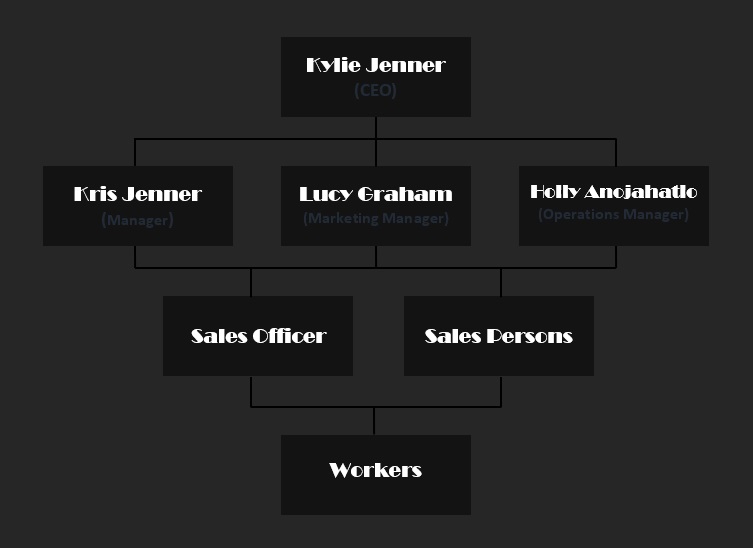 Kylie Jenner
(CEO)
Kris Jenner
(Manager)
Lucy Graham
(Marketing Manager)
Holly Anojahatlo
(Operations Manager)
Sales Officer
Sales Persons
Workers